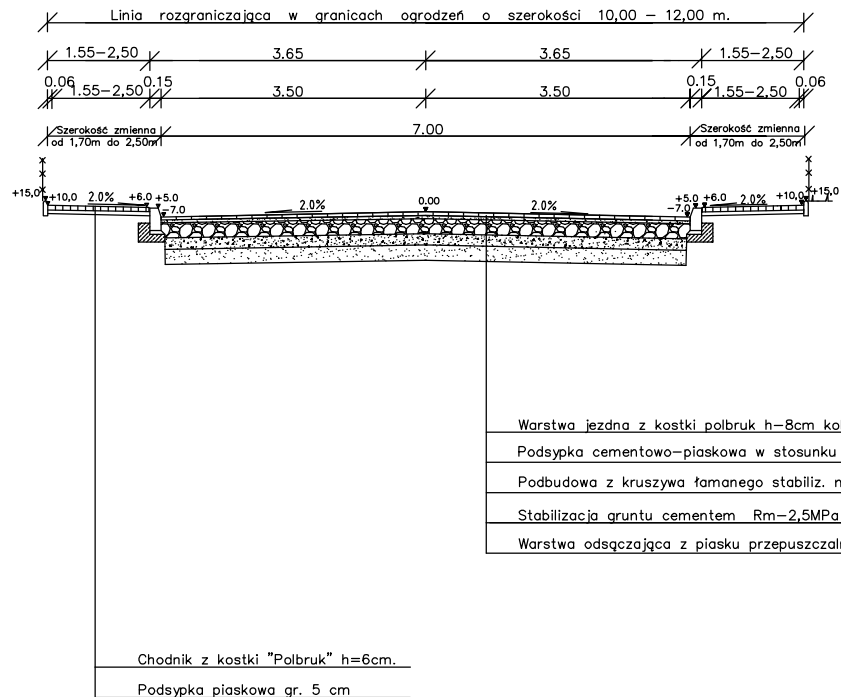 Linia rozgraniczająca w granicach ogrodzeń o szerokości 10,00 – 12,00 m.
1.55–2,50 3.65 3.65 1.55–2,50
0.06 1.55–2,50 0.15 3.50 3.50 0.15 1.55–2,50 0.06
Szerokość zmienna od 1,70m do 2,50m
7.00
Szerokość zmienna od 1,70m do 2,50m
+15,0 +10,0 2.0% +6.0 +5.0 –7.0 2.0% 0.00 2.0% –7.0 +5.0 +6.0 2.0% +10,0 +15,0
Warstwa jezdna z kostki polbruk h–8cm
Podsypka cementowo–piaskowa w stosunku
Podbudowa z kruszywa łamanego stabiliz.
Stabilizacja gruntu cementem Rm–2,5MPa
Warstwa odsączająca z piasku
Chodnik z kostki "Polbruk" h=6cm.
Podsypka piaskowa gr. 5 cm